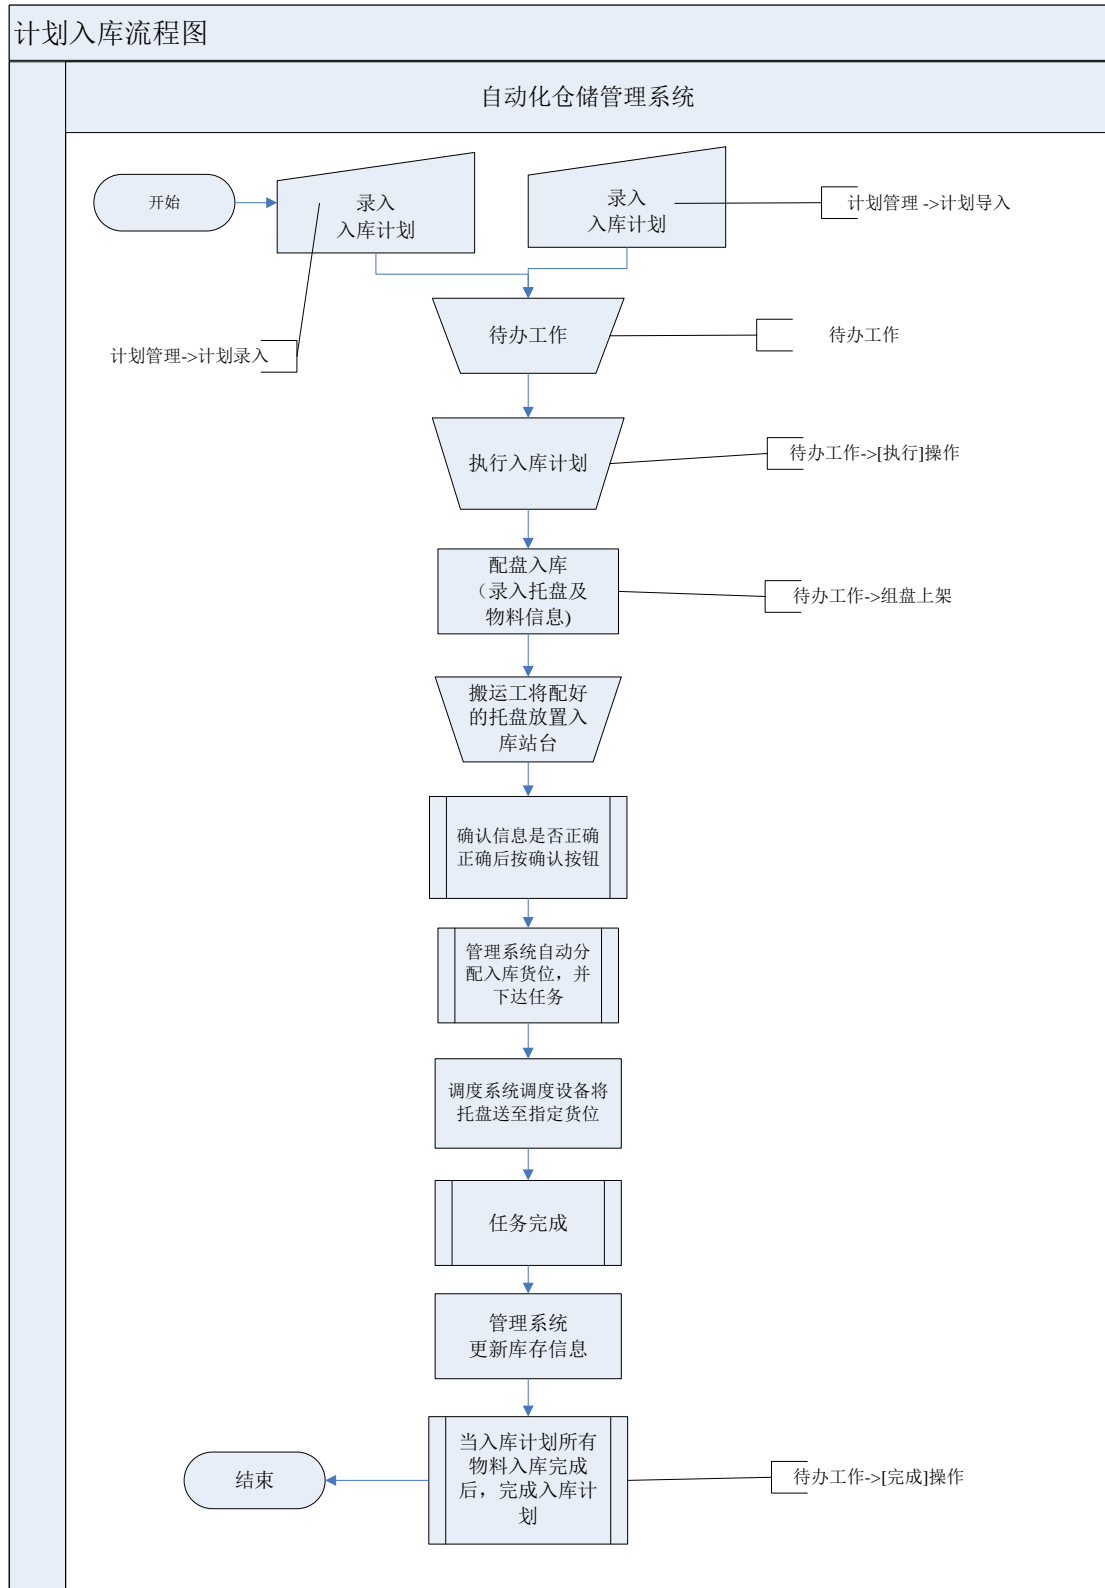 计划入库流程图
自动化仓储管理系统
开始
录入
入库计划
录入
入库计划
计划管理 ->计划导入
待办工作
待办工作
计划管理->计划录入
执行入库计划
待办工作->[执行]操作
配盘入库
（录入托盘及
物料信息)
待办工作->组盘上架
搬运工将配好
的托盘放置入
库站台
确认信息是否正确
正确后按确认按钮
管理系统自动分
配入库货位，并
下达任务
调度系统调度设备将
托盘送至指定货位
任务完成
管理系统
更新库存信息
当入库计划所有
物料入库完成
后，完成入库计
划
结束
待办工作->[完成]操作